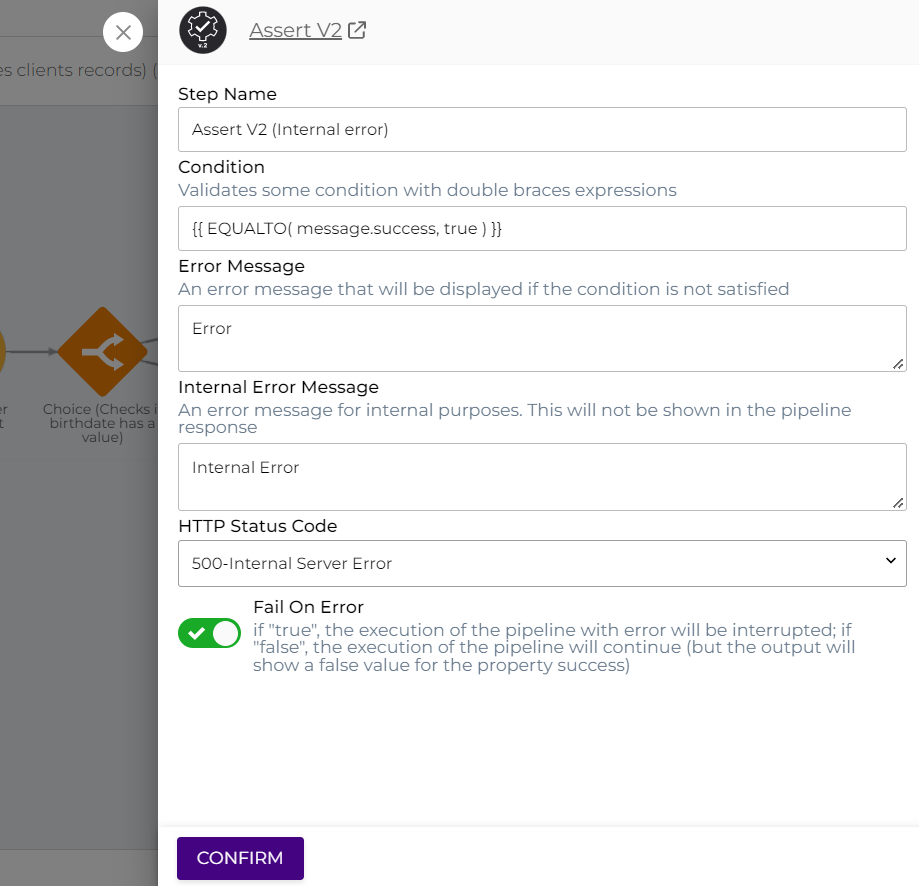 v.2
Assert V2
es clients records) (
Step Name
Assert V2 (Internal error)
Condition
Validates some condition with double braces expressions
{{ EQUALTO( message.success, true ) }}
Error Message
An error message that will be displayed if the condition is not satisfied
Error
Internal Error Message
An error message for internal purposes. This will not be shown in the pipeline
response
Internal Error
HTTP Status Code
500-Internal Server Error
Fail On Error
if "true", the execution of the pipeline with error will be interrupted; if
"false", the execution of the pipeline will continue (but the output will
show a false value for the property success)
CONFIRM
er
t
Choice (Checks i
birthdate has a
value)